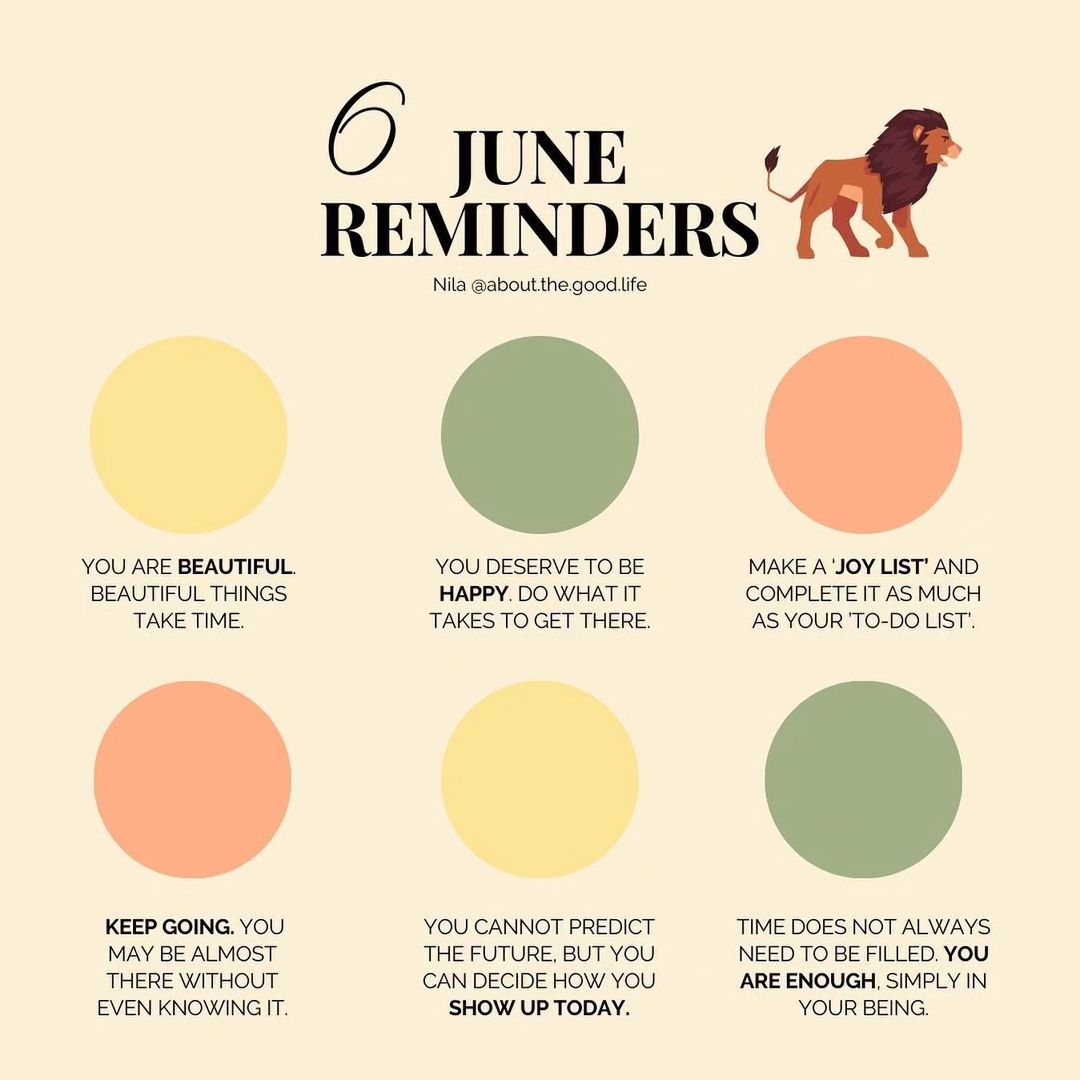 6
JUNE
REMINDERS
Nila @about.the.good.life
YOU ARE BEAUTIFUL.
BEAUTIFUL THINGS
TAKE TIME.
YOU DESERVE TO BE
HAPPY. DO WHAT IT
TAKES TO GET THERE.
MAKE A ‘JOY LIST’ AND
COMPLETE IT AS MUCH
AS YOUR 'TO-DO LIST'.
KEEP GOING. YOU
MAY BE ALMOST
THERE WITHOUT
EVEN KNOWING IT.
YOU CANNOT PREDICT
THE FUTURE, BUT YOU
CAN DECIDE HOW YOU
SHOW UP TODAY.
TIME DOES NOT ALWAYS
NEED TO BE FILLED. YOU
ARE ENOUGH, SIMPLY IN
YOUR BEING.